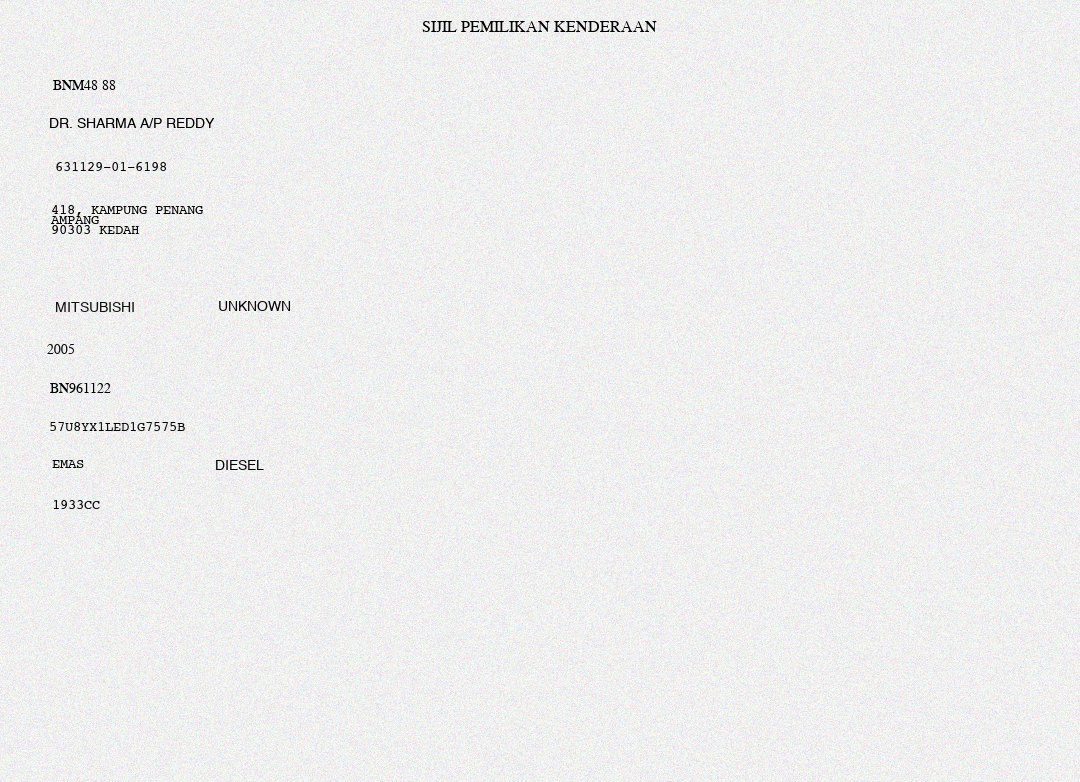 SIJIL PEMILIKAN KENDERAAN
BNM48 88
DR. SHARMA A/P REDDY
631129-01-6198
418, KAMPUNG PENANG
AMPANG
90303 KEDAH
MITSUBISHI UNKNOWN
2005
BN961122
57U8YX1LED1G7575B
EMAS DIESEL
1933CC